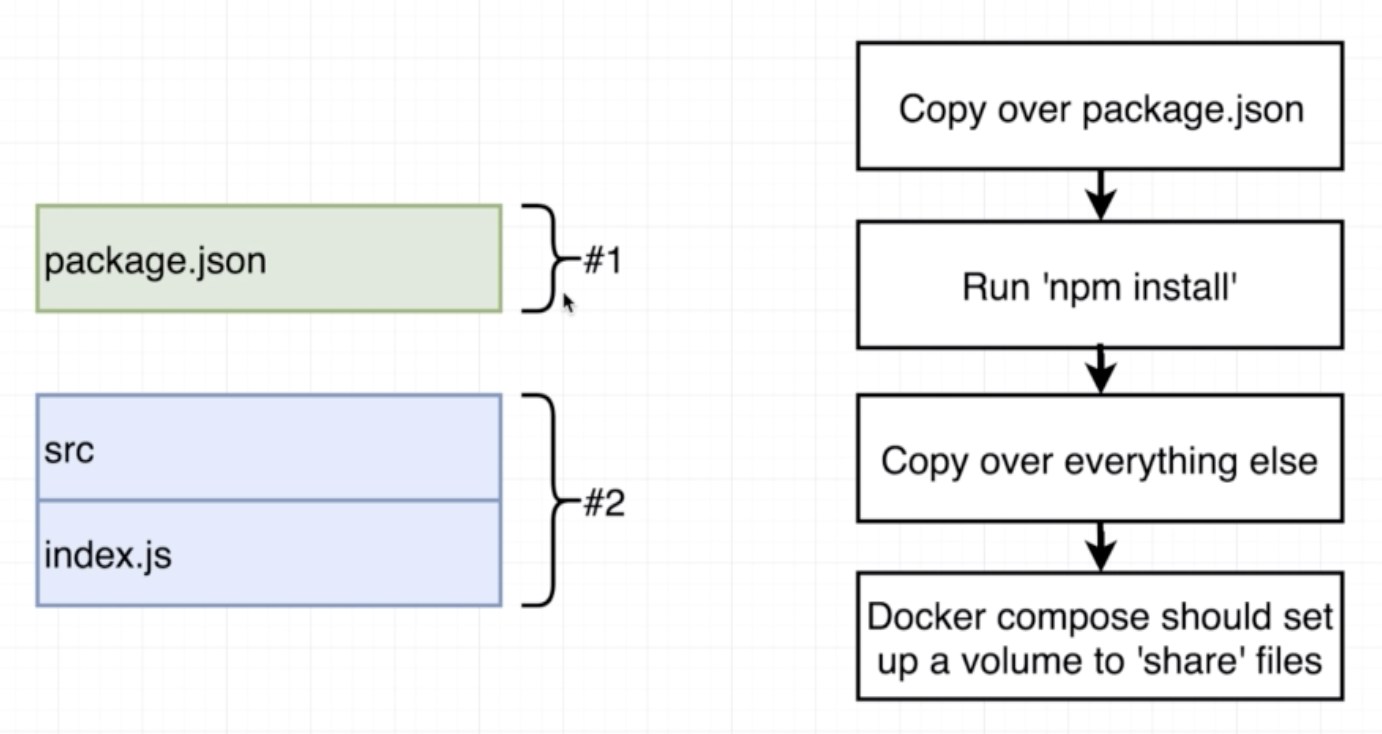 package.json
#1
src
index.js
#2
Copy over package.json
Run 'npm install'
Copy over everything else
Docker compose should set
up a volume to 'share' files